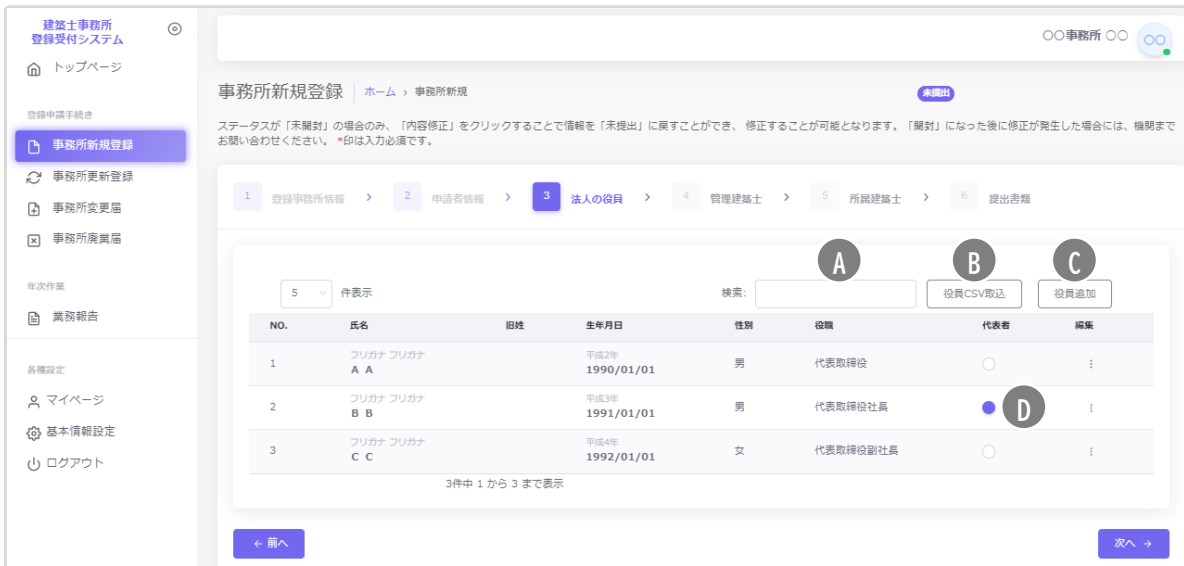 建築士事務所
登録受付システム
トップページ
登録申請手続き
事務所新規登録
事務所更新登録
事務所変更届
事務所廃業届
年次作業
業務報告
各種設定
マイページ
基本情報設定
ログアウト
〇〇事務所 〇〇 〇〇
事務所新規登録 ホーム › 事務所新規 未提出
ステータスが「未開封」の場合のみ、「内容修正」をクリックすることで情報を「未提出」に戻すことができ、 修正することが可能となります。「開封」になった後に修正が発生した場合には、機関まで
お問い合わせください。 *印は入力必須です。
1 登録事務所情報 > 2 申請者情報 > 3 法人の役員 > 4 管理建築士 > 5 所属建築士 > 6 提出書類
A B C
5 件表示 検索: 役員CSV取込 役員追加
NO. 氏名 旧姓 生年月日 性別 役職 代表者 編集
フリガナ フリガナ 平成2年
1 A A 1990/01/01 男 代表取締役
フリガナ フリガナ 平成3年
2 B B 1991/01/01 男 代表取締役社長 D
フリガナ フリガナ 平成4年
3 C C 1992/01/01 女 代表取締役副社長
3件中 1 から 3 まで表示
← 前へ 次へ →